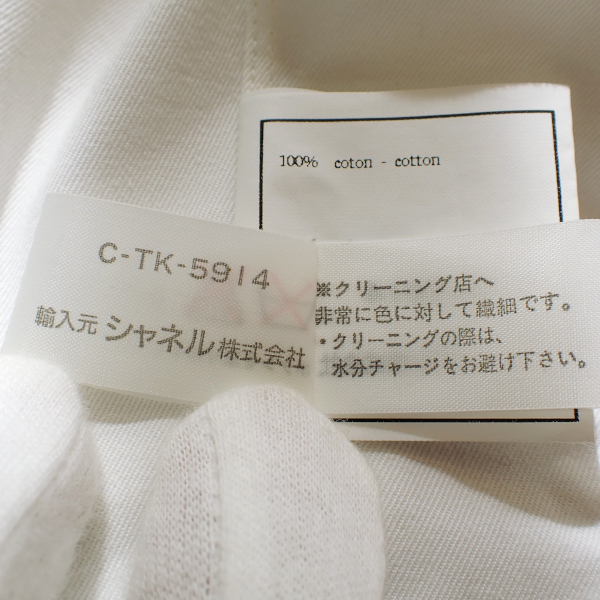 100% coton - cotton
C-TK-5914
輸入元 シャネル 株式会社
※クリーニング店へ
非常に色に対して繊細です。
・クリーニングの際は、
水分チャージをお避け下さい。